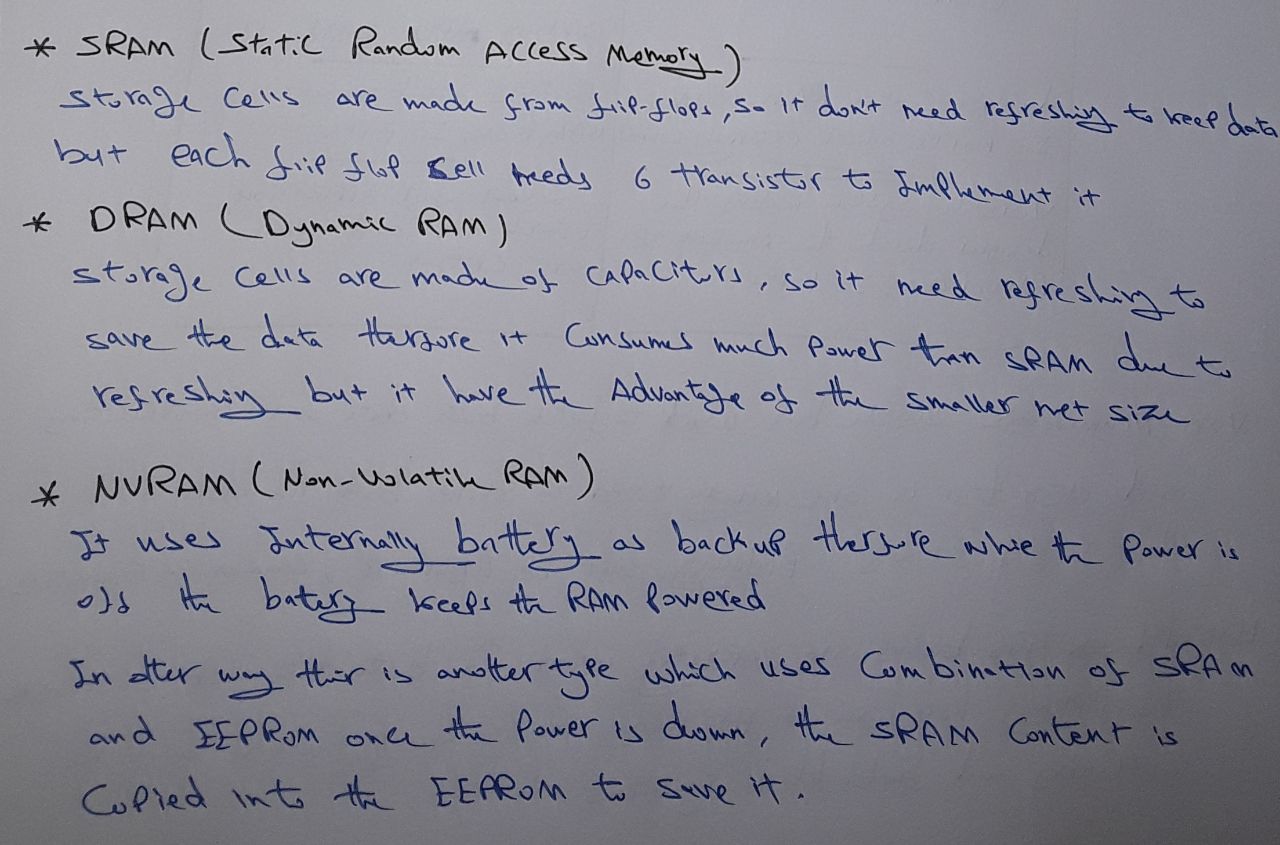 * SRAM (Static Random Access Memory)
storage cells are made from flip-flops, so it don't need refreshing to keep data
but each flip flop cell needs 6 transistor to Implement it
* DRAM (Dynamic RAM)
storage cells are made of capacitors, so it need refreshing to
save the data therfore it Consumes much Power than SRAM due to
refreshing but it have the Advantage of the smaller net size
* NVRAM (Non-Volatile RAM)
It uses Internally battery as backup therfore while the Power is
off the batery keeps the RAM Powered
In other way thir is another type which uses Combination of SRAM
and EEPROM once the Power is down, the SRAM Content is
Copied into the EEPROM to save it.